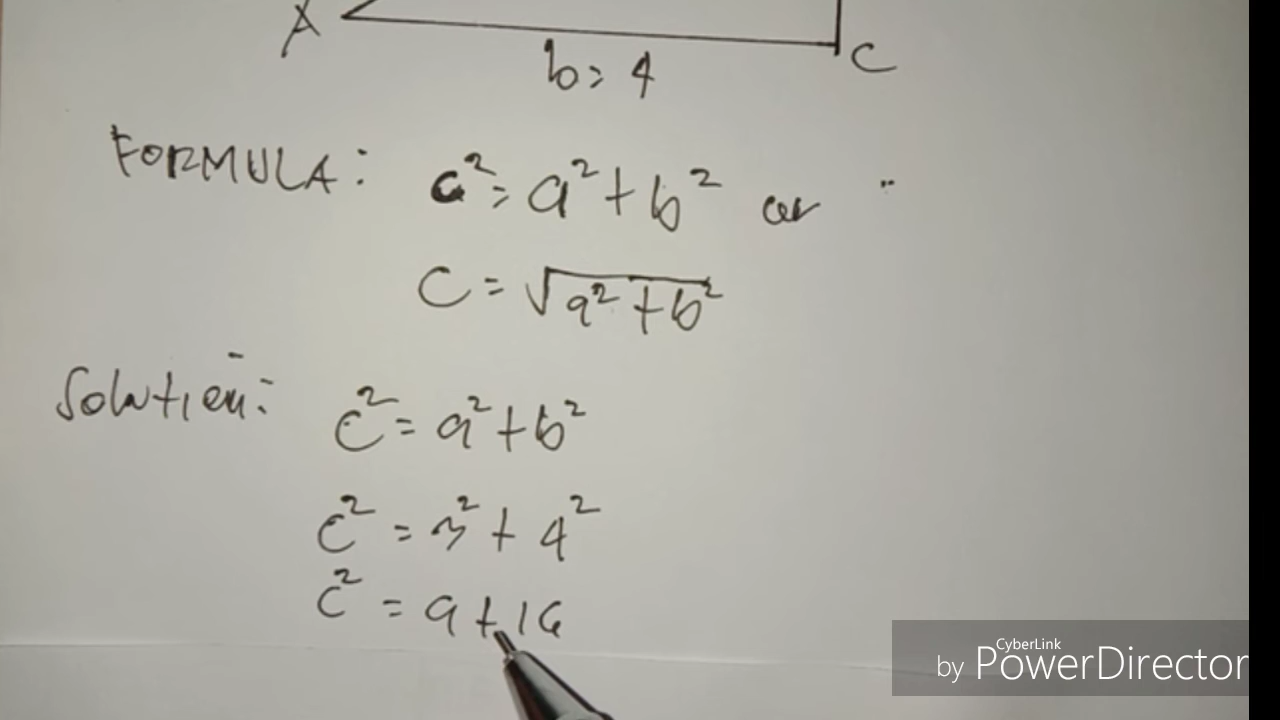 A C
b = 4
FORMULA: c² = a² + b² or
C = √a² + b²
Solution: C² = a² + b²
C² = 3² + 4²
C² = 9 + 16
CyberLink
by PowerDirector